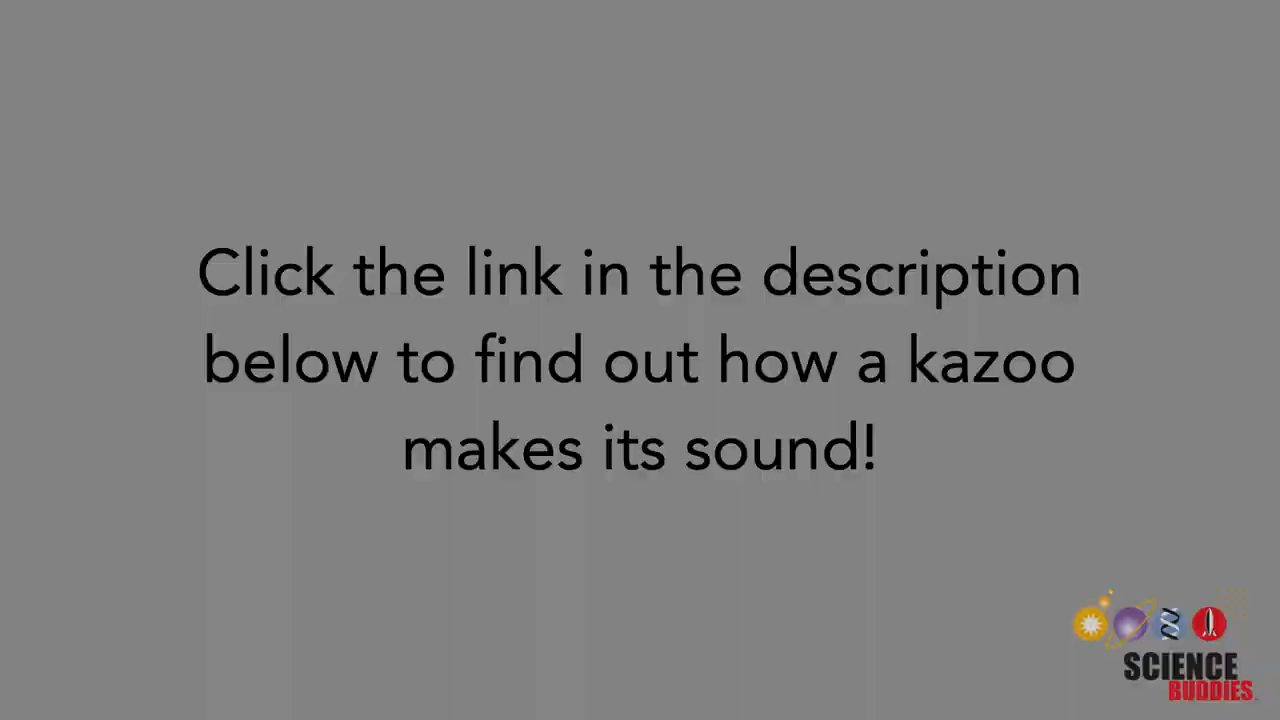 Click the link in the description
below to find out how a kazoo
makes its sound!
SCIENCE
BUDDIES